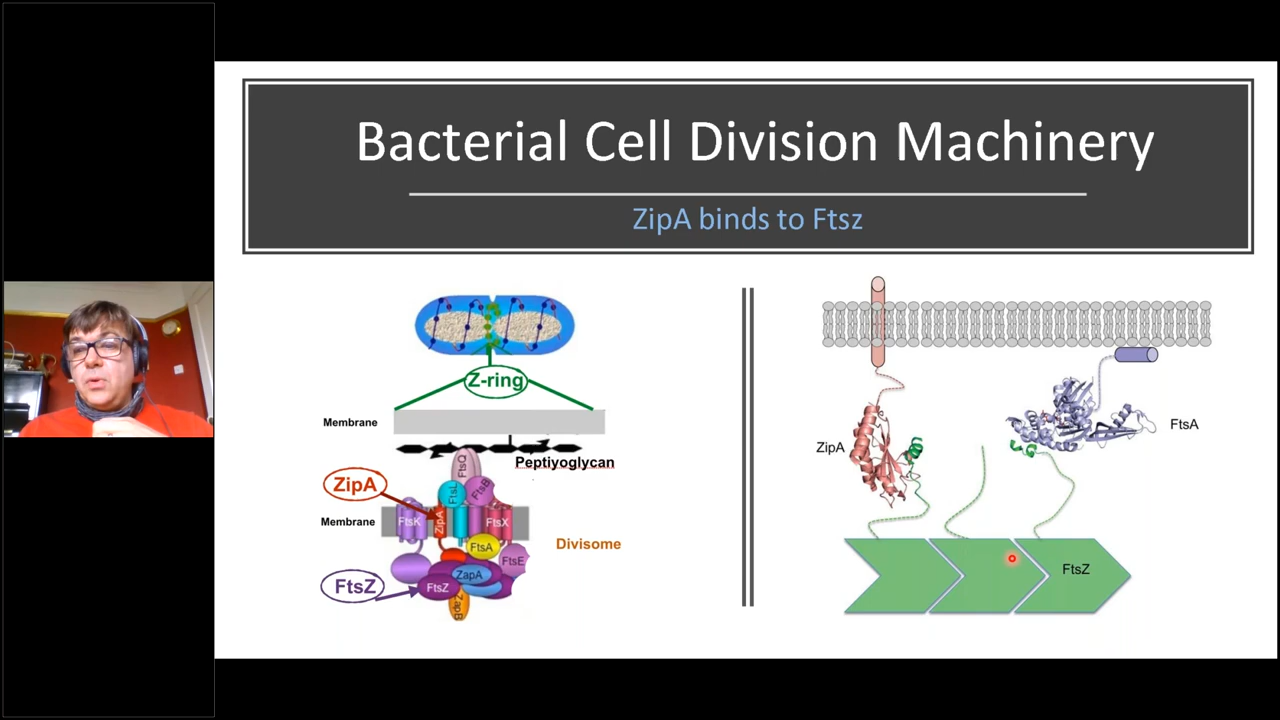 Bacterial Cell Division Machinery
ZipA binds to Ftsz
Z-ring
Membrane
Peptiyoglycan
FtsQ
ZipA
FtsL
FtsB
Membrane
FtsK
ZipA
FtsX
Divisome
FtsA
FtsE
ZapA
FtsZ
FtsZ
ZapB
ZipA
FtsA
FtsZ